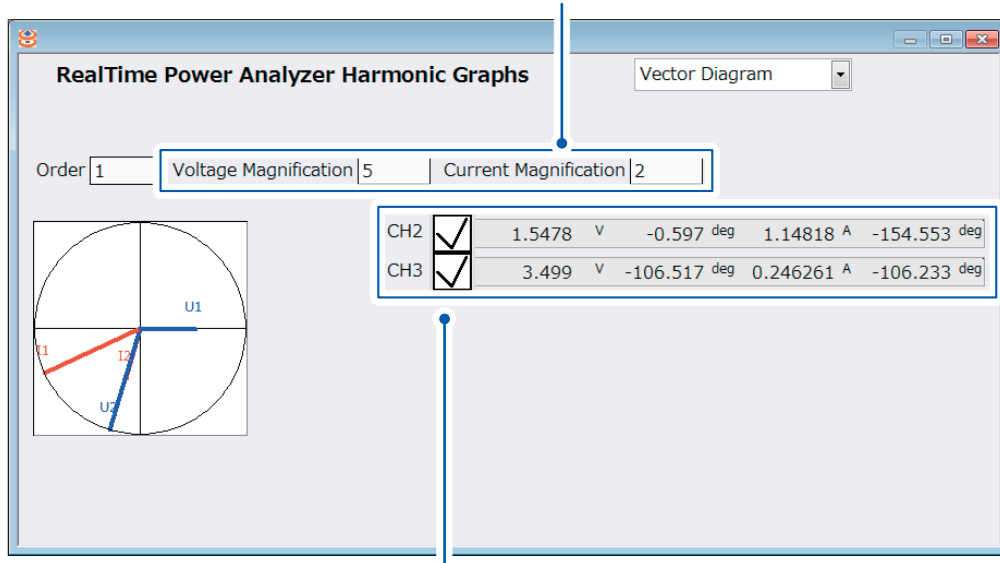 RealTime Power Analyzer Harmonic Graphs Vector Diagram
Order 1 Voltage Magnification 5 Current Magnification 2
CH2 1.5478 V -0.597 deg 1.14818 A -154.553 deg
CH3 3.499 V -106.517 deg 0.246261 A -106.233 deg
U1
I1 I2
U2